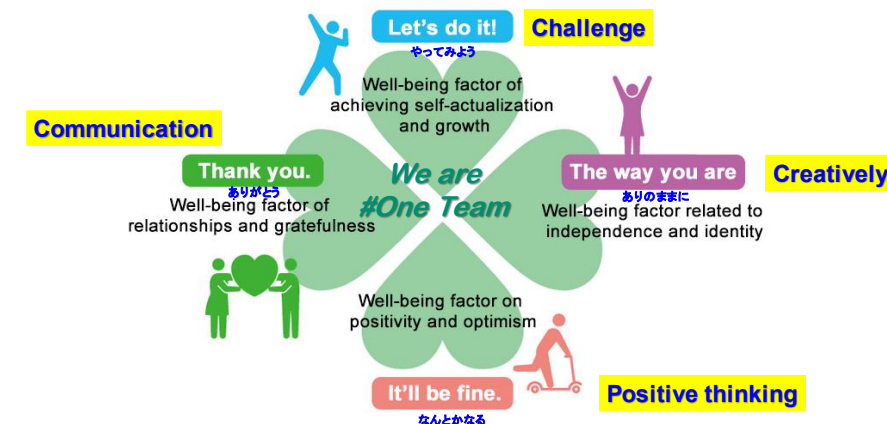 Let's do it!
Challenge
やってみよう
Well-being factor of
achieving self-actualization
and growth
Communication
Thank you.
ありがとう
Well-being factor of
relationships and gratefulness
We are
#One Team
The way you are
Creatively
ありのままに
Well-being factor related to
independence and identity
Well-being factor on
positivity and optimism
It'll be fine.
Positive thinking
なんとかなる